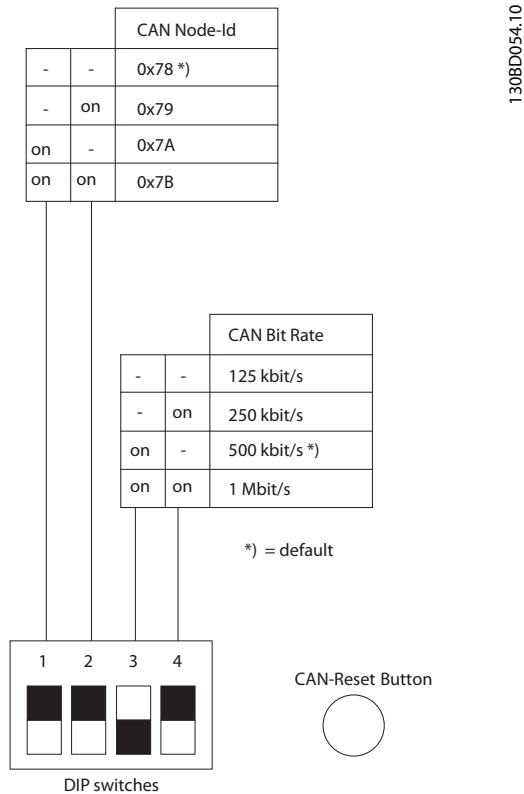 130BD054.10
CAN Node-Id
- - 0x78 *)
- on 0x79
on - 0x7A
on on 0x7B
CAN Bit Rate
- - 125 kbit/s
- on 250 kbit/s
on - 500 kbit/s *)
on on 1 Mbit/s
*) = default
1 2 3 4
CAN-Reset Button
DIP switches